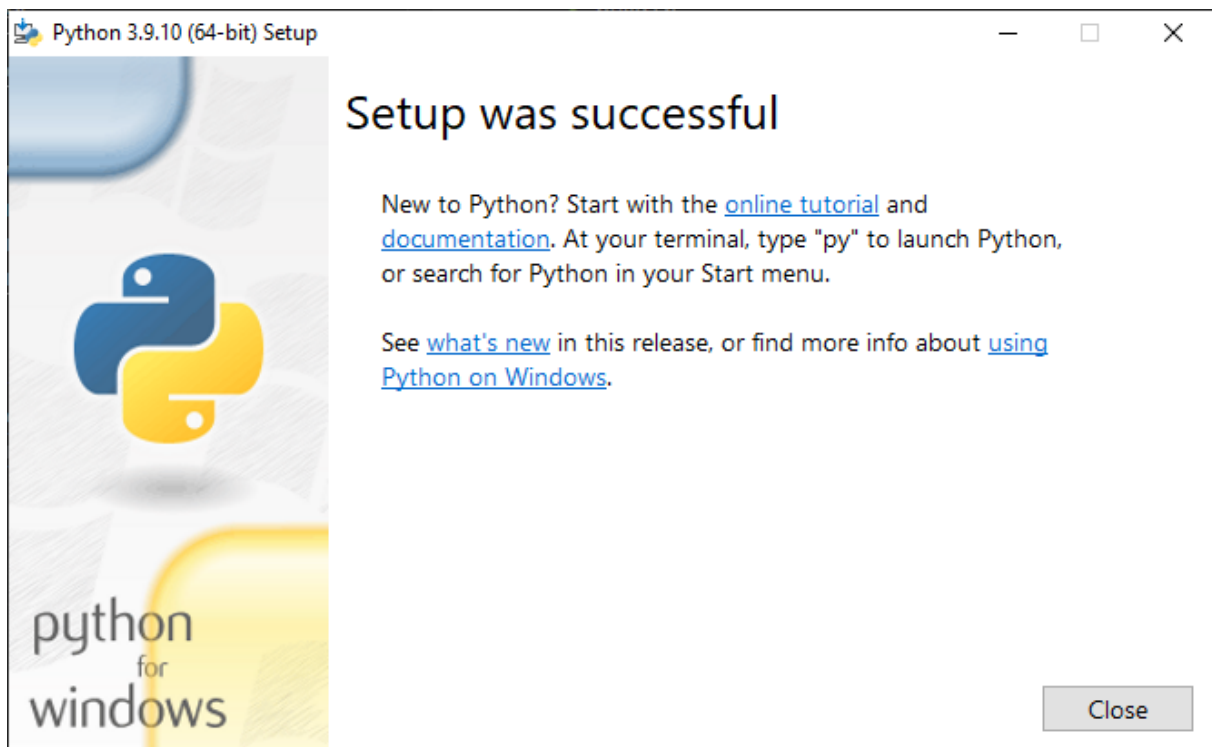 Python 3.9.10 (64-bit) Setup
Setup was successful
New to Python? Start with the online tutorial and
documentation. At your terminal, type "py" to launch Python,
or search for Python in your Start menu.
See what's new in this release, or find more info about using
Python on Windows.
python
for
windows
Close